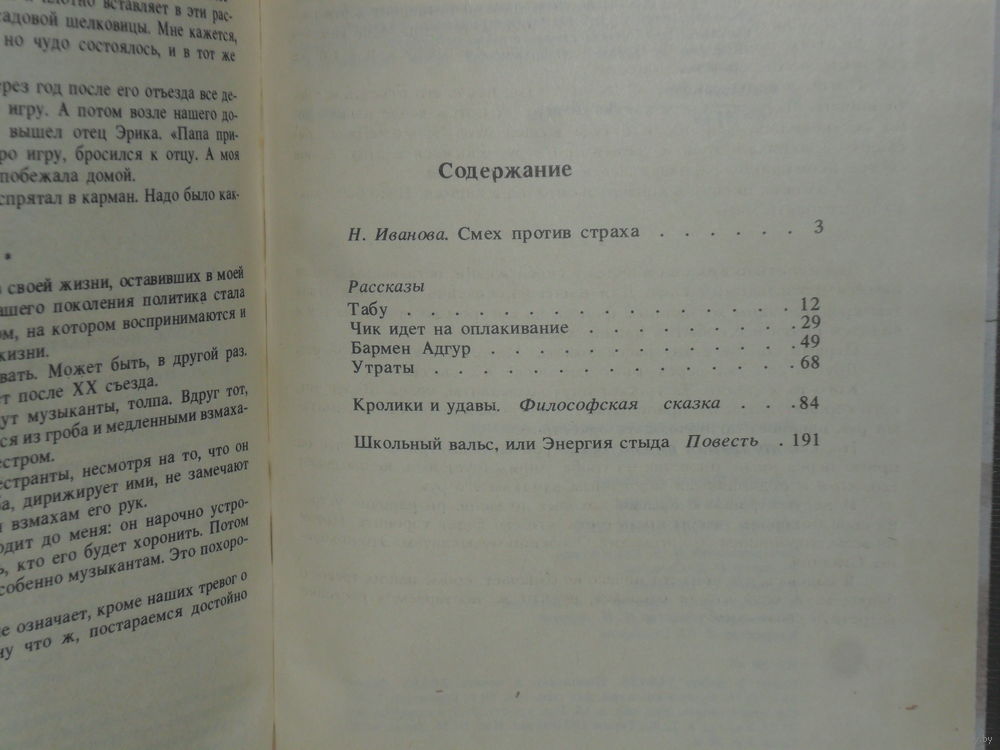 плотно вставляет в эти рас-
садовой шелковицы. Мне кажется,
но чудо состоялось, и в тот же
через год после его отъезда все де-
игру. А потом возле нашего до-
вышел отец Эрика. «Папа при-
ро игру, бросился к отцу. А моя
побежала домой.
спрятал в карман. Надо было как-
*
своей жизни, оставивших в моей
ашего поколения политика стала
ом, на котором воспринимаются и
жизни.
вать. Может быть, в другой раз.
т после XX съезда.
ут музыканты, толпа. Вдруг тот,
ся из гроба и медленными взмаха-
естром.
естранты, несмотря на то, что он
а, дирижирует ими, не замечают
взмахам его рук.
одит до меня: он нарочно устро-
ь, кто его будет хоронить. Потом
собенно музыкантам. Это похоро-
е означает, кроме наших тревог о
ну что ж, постараемся достойно
Содержание
Н. Иванова. Смех против страха . . . . . . 3
Рассказы
Табу . . . . . . . . . . . . . . . . 12
Чик идет на оплакивание . . . . . . . . . 29
Бармен Адгур . . . . . . . . . . . . . 49
Утраты . . . . . . . . . . . . . . . 68
Кролики и удавы. Философская сказка . . . 84
Школьный вальс, или Энергия стыда Повесть . 191